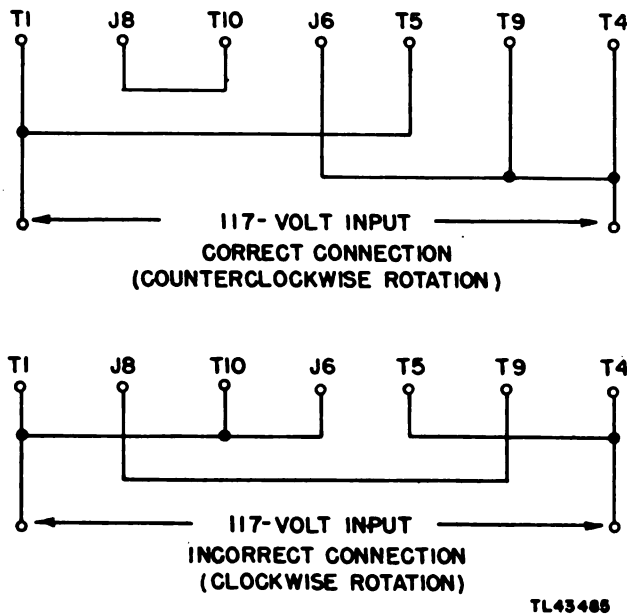 T1 J8 T10 J6 T5 T9 T4
117-VOLT INPUT
CORRECT CONNECTION
(COUNTERCLOCKWISE ROTATION)
T1 J8 T10 J6 T5 T9 T4
117-VOLT INPUT
INCORRECT CONNECTION
(CLOCKWISE ROTATION)
TL43485